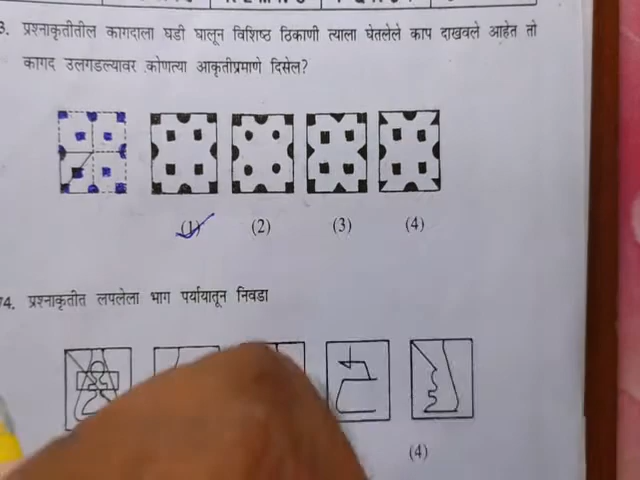 3. प्रश्नाकृतीतील कागदाला घडी घालून विशिष्ठ ठिकाणी त्याला घेतलेले काप दाखवले आहेत तो
कागद उलगडल्यावर कोणत्या आकृतीप्रमाणे दिसेल?
(1) (2) (3) (4)
74. प्रश्नाकृतीत लपलेला भाग पर्यायातून निवडा
(4)